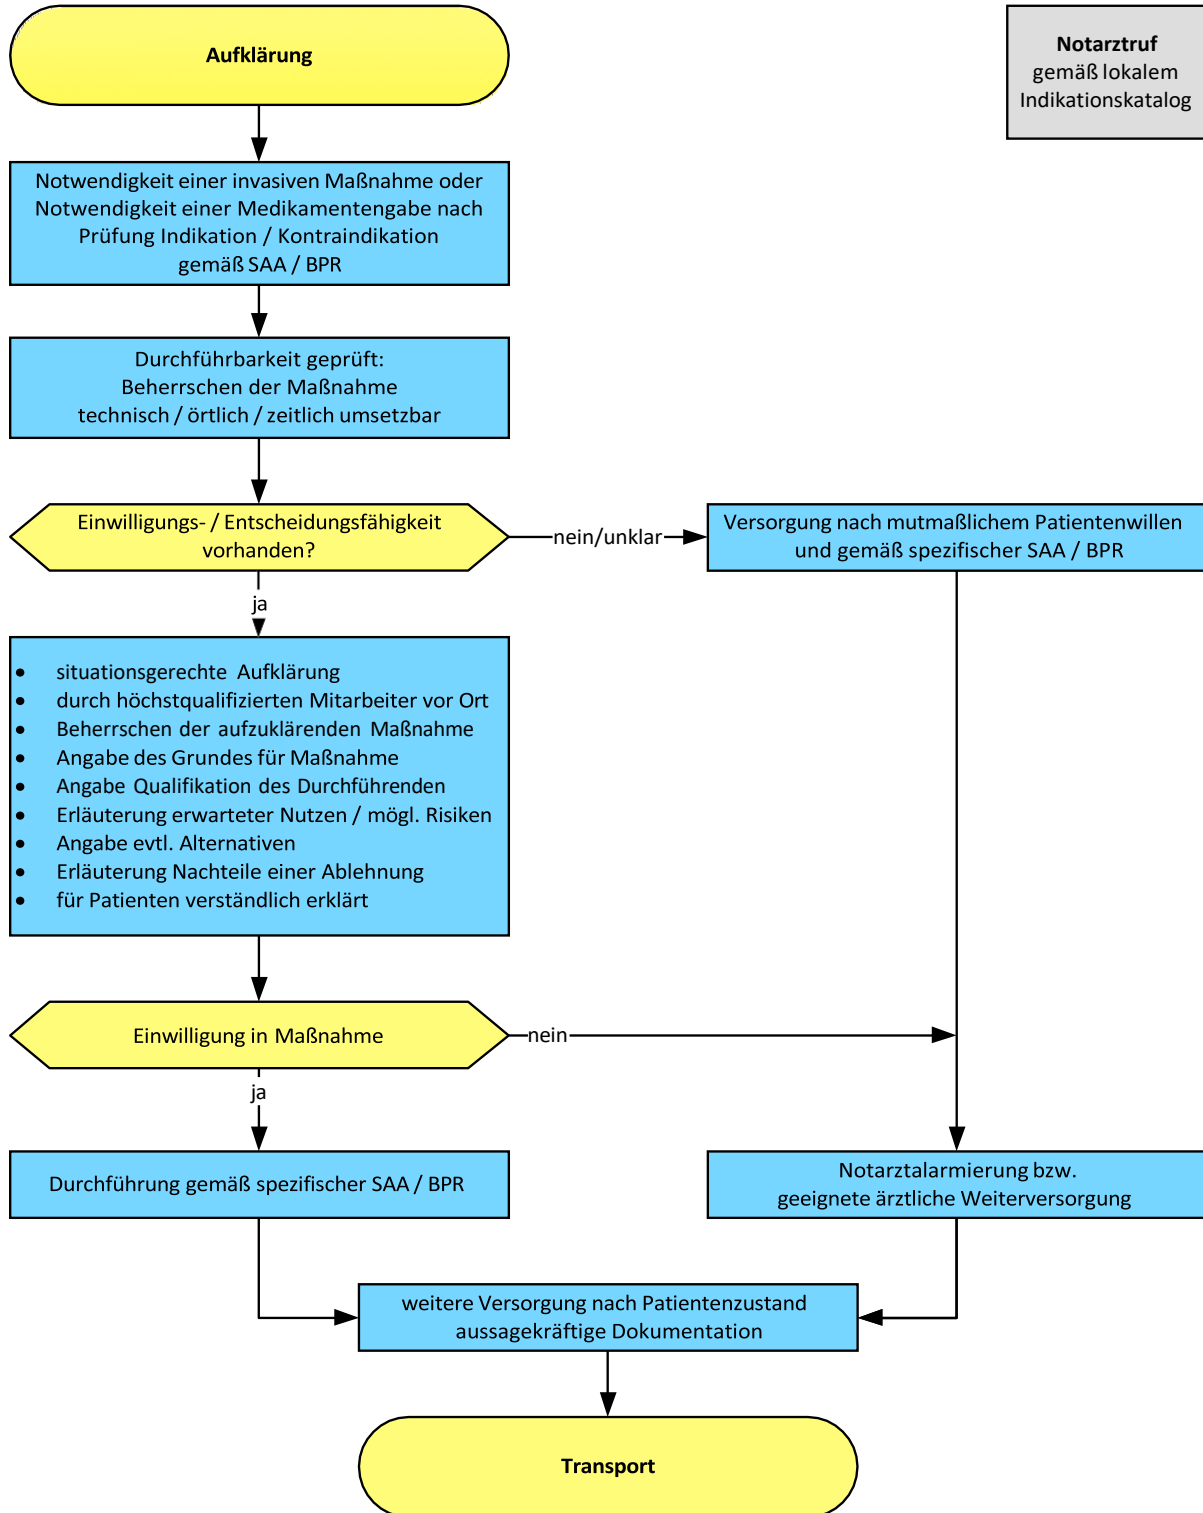 Aufklärung
Notarztruf
gemäß lokalem
Indikationskatalog
Notwendigkeit einer invasiven Maßnahme oder
Notwendigkeit einer Medikamentengabe nach
Prüfung Indikation / Kontraindikation
gemäß SAA / BPR
Durchführbarkeit geprüft:
Beherrschen der Maßnahme
technisch / örtlich / zeitlich umsetzbar
Einwilligungs- / Entscheidungsfähigkeit
vorhanden?
nein/unklar
Versorgung nach mutmaßlichem Patientenwillen
und gemäß spezifischer SAA / BPR
ja
• situationsgerechte Aufklärung
• durch höchstqualifizierten Mitarbeiter vor Ort
• Beherrschen der aufzuklärenden Maßnahme
• Angabe des Grundes für Maßnahme
• Angabe Qualifikation des Durchführenden
• Erläuterung erwarteter Nutzen / mögl. Risiken
• Angabe evtl. Alternativen
• Erläuterung Nachteile einer Ablehnung
• für Patienten verständlich erklärt
Einwilligung in Maßnahme
nein
ja
Durchführung gemäß spezifischer SAA / BPR
Notarztalarmierung bzw.
geeignete ärztliche Weiterversorgung
weitere Versorgung nach Patientenzustand
aussagekräftige Dokumentation
Transport